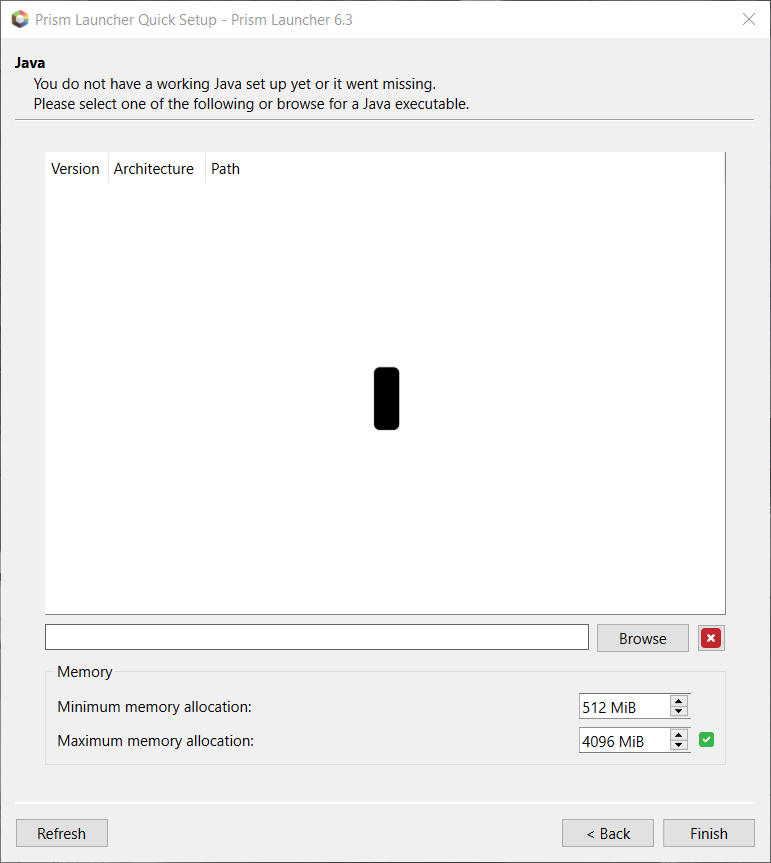 Prism Launcher Quick Setup - Prism Launcher 6.3
Java
You do not have a working Java set up yet or it went missing.
Please select one of the following or browse for a Java executable.
Version Architecture Path
Browse
Memory
Minimum memory allocation: 512 MiB
Maximum memory allocation: 4096 MiB
Refresh < Back Finish